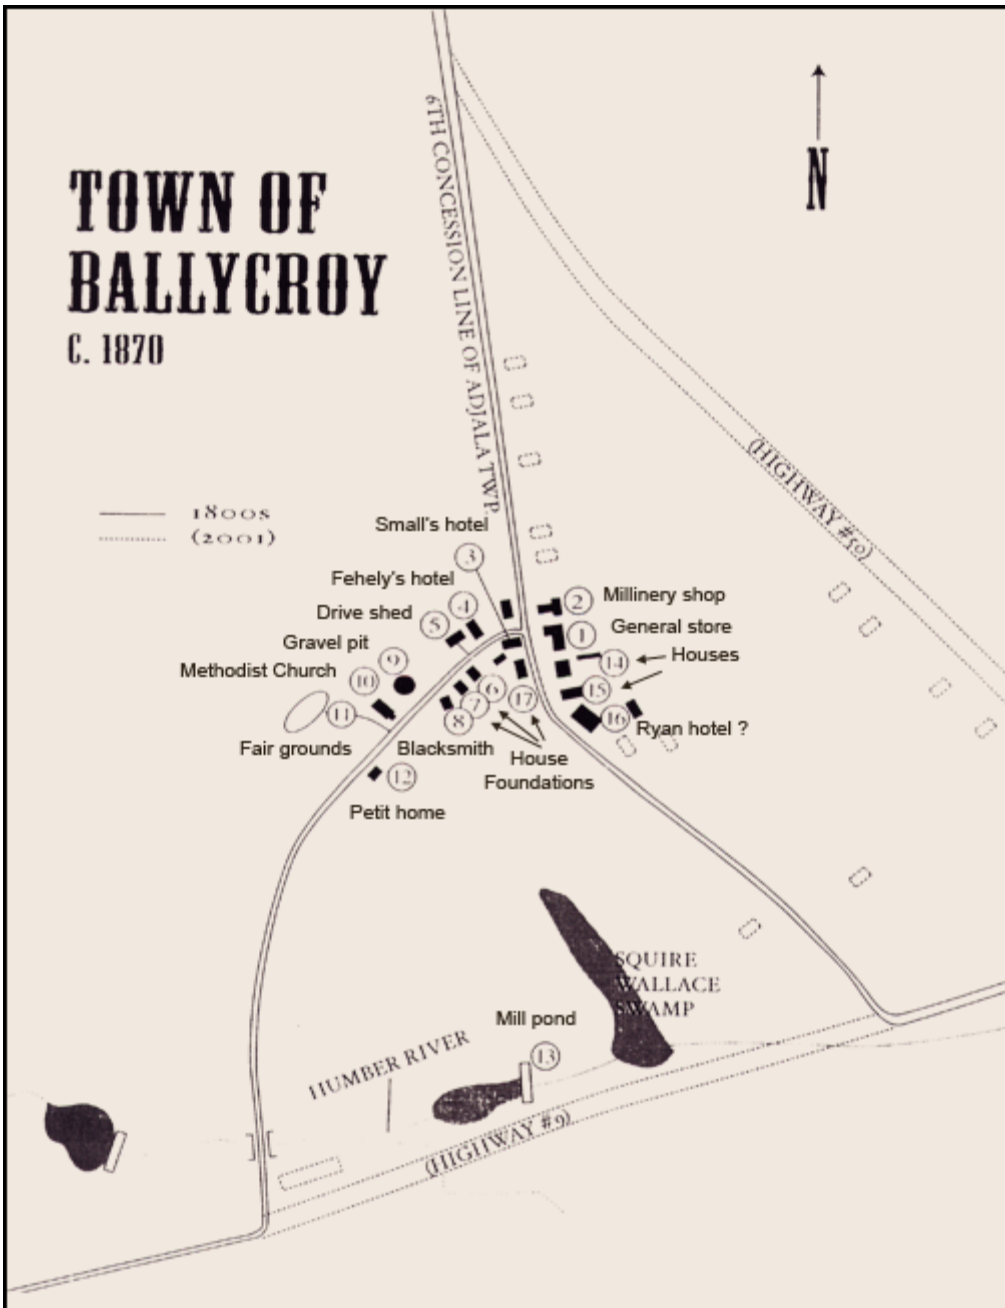 TOWN OF
BALLYCROY
C. 1870
N
6TH CONCESSION LINE OF ADJALA TWP.
(HIGHWAY #50)
1800s
(2001)
Small's hotel
3
Fehely's hotel
4
Drive shed
5
Gravel pit
9
Methodist Church
10
11
Fair grounds
2
Millinery shop
1
General store
14
Houses
15
16
Ryan hotel ?
6
7
8
17
Blacksmith
House
Foundations
12
Petit home
SQUIRE
WALLACE
SWAMP
Mill pond
13
HUMBER RIVER
(HIGHWAY #9)